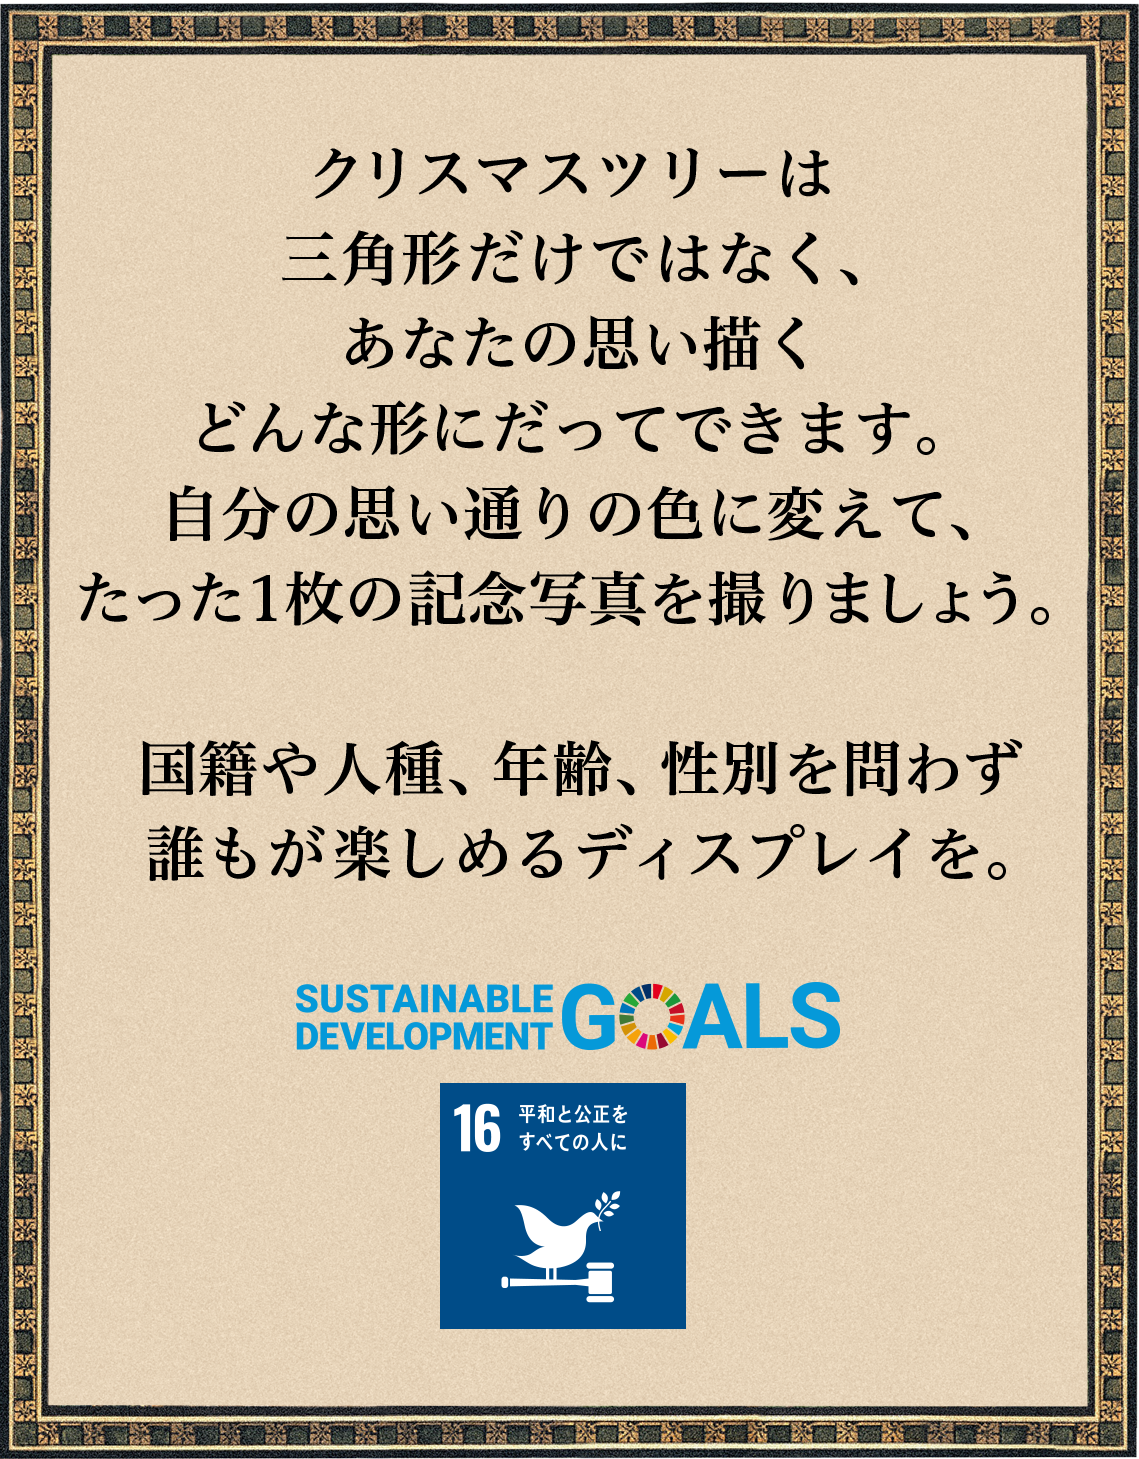 クリスマスツリーは
三角形だけではなく、
あなたの思い描く
どんな形にだってできます。
自分の思い通りの色に変えて、
たった1枚の記念写真を撮りましょう。
国籍や人種、年齢、性別を問わず
誰もが楽しめるディスプレイを。
SUSTAINABLE
DEVELOPMENT
GOALS
16
平和と公正を
すべての人に